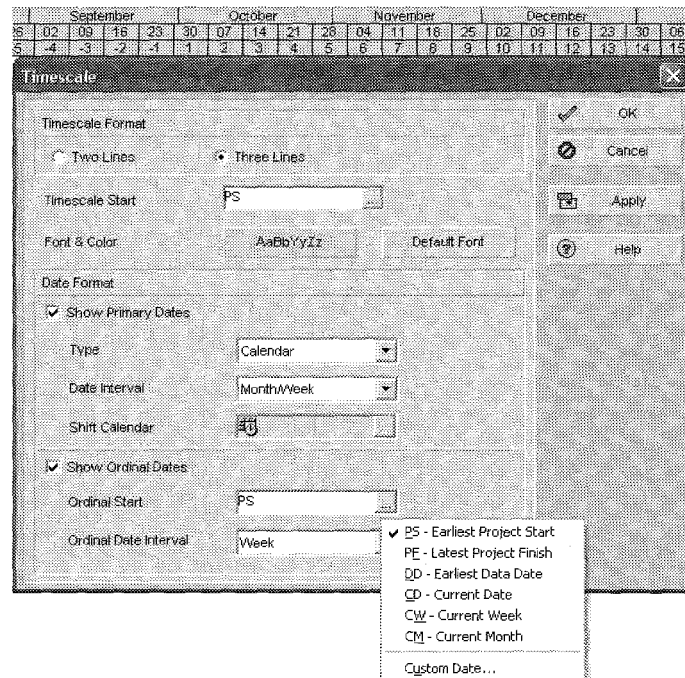 September October November December
26 02 09 16 23 30 07 14 21 28 04 11 18 25 02 09 16 23 30 06
5 -4 -3 -2 -1 1 2 3 4 5 6 7 8 9 10 11 12 13 14 15
Timescale
Timescale Format
Two Lines Three Lines
Timescale Start PS ...
Font & Color AaBbYyZz Default Font
Date Format
Show Primary Dates
Type Calendar
Date Interval Month/Week
Shift Calendar
Show Ordinal Dates
Ordinal Start PS ...
Ordinal Date Interval Week
OK
Cancel
Apply
Help
PS - Earliest Project Start
PF - Latest Project Finish
DD - Earliest Data Date
CD - Current Date
CW - Current Week
CM - Current Month
Custom Date...